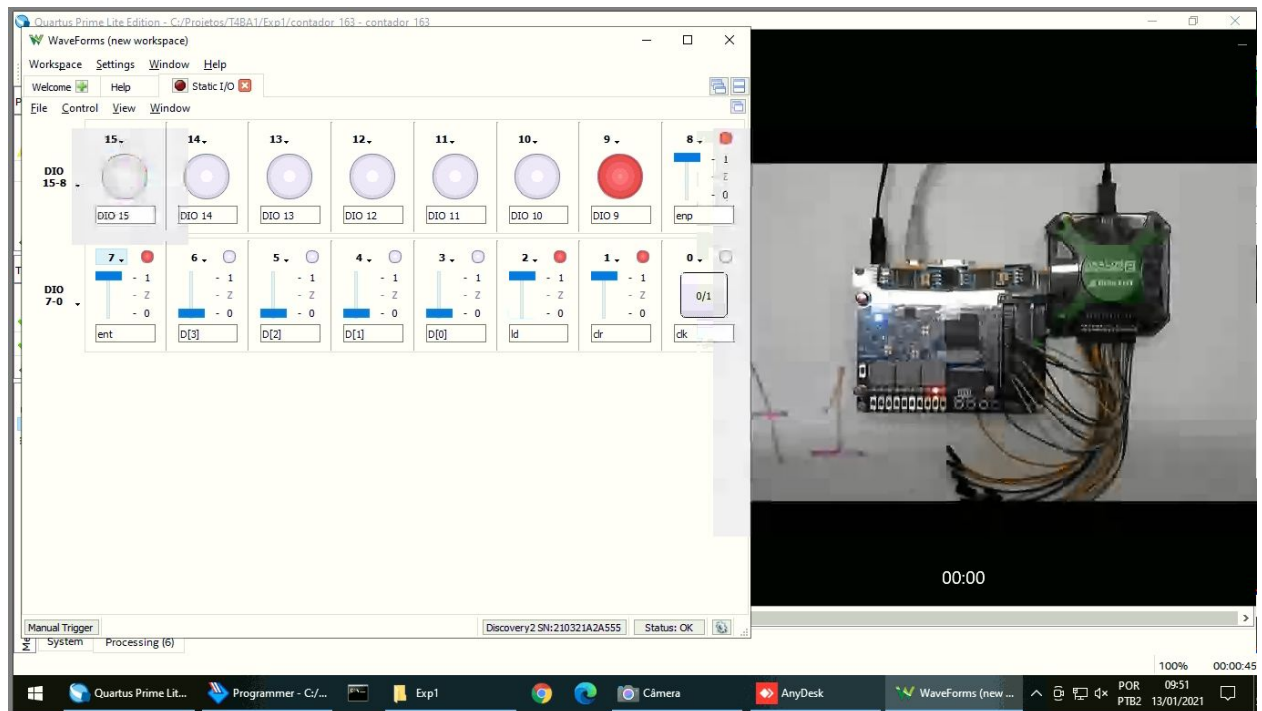 Quartus Prime Lite Edition - C:/Projetos/T4BA1/Exp1/contador_163 - contador_163
WaveForms (new workspace)
Workspace Settings Window Help
Welcome Help Static I/O
File Control View Window
15 14 13 12 11 10 9 8
DIO
15-8
- 1
- Z
- 0
DIO 15 DIO 14 DIO 13 DIO 12 DIO 11 DIO 10 DIO 9 enp
7 6 5 4 3 2 1 0
DIO
7-0
- 1 - 1 - 1 - 1 - 1 - 1 - 1
- Z - Z - Z - Z - Z - Z - Z 0/1
- 0 - 0 - 0 - 0 - 0 - 0 - 0
ent D[3] D[2] D[1] D[0] ld clr clk
00:00
Manual Trigger Discovery2 SN:210321A2A555 Status: OK
System Processing (6)
100% 00:00:45
Quartus Prime Lit... Programmer - C:/... Exp1 Câmera AnyDesk WaveForms (new ... POR 09:51
PTB2 13/01/2021